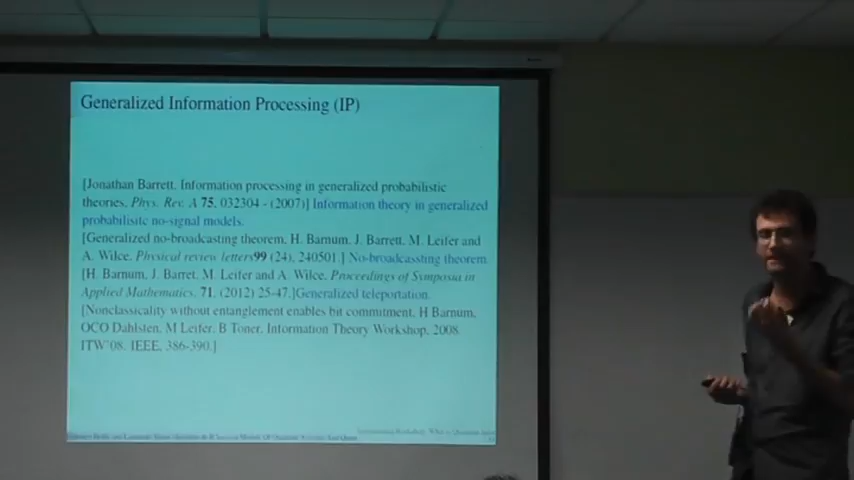 Generalized Information Processing (IP)
[Jonathan Barrett. Information processing in generalized probabilistic
theories. Phys. Rev. A 75, 032304 - (2007)] Information theory in generalized
probabilisitc no-signal models.
[Generalized no-broadcasting theorem. H. Barnum, J. Barrett, M. Leifer and
A. Wilce. Physical review letters99 (24), 240501.] No-broadcassting theorem.
[H. Barnum, J. Barret, M. Leifer and A. Wilce. Proceedings of Symposia in
Applied Mathematics, 71, (2012) 25-47.]Generalized teleportation.
[Nonclassicality without entanglement enables bit commitment. H Barnum,
OCO Dahlsten, M Leifer, B Toner. Information Theory Workshop, 2008.
ITW'08. IEEE, 386-390.]